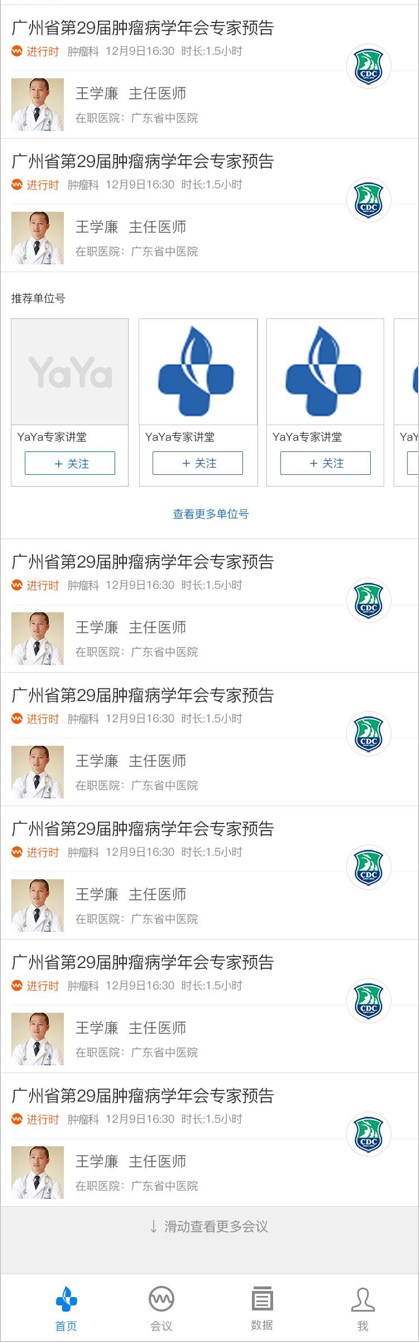 广州省第29届肿瘤病学年会专家预告
进行时 肿瘤科 12月9日16:30 时长:1.5小时
CDC
王学廉 主任医师
在职医院：广东省中医院
广州省第29届肿瘤病学年会专家预告
进行时 肿瘤科 12月9日16:30 时长:1.5小时
CDC
王学廉 主任医师
在职医院：广东省中医院
推荐单位号
YaYa
YaYa专家讲堂 YaYa专家讲堂 YaYa专家讲堂 YaYa
+ 关注 + 关注 + 关注
查看更多单位号
广州省第29届肿瘤病学年会专家预告
进行时 肿瘤科 12月9日16:30 时长:1.5小时
CDC
王学廉 主任医师
在职医院：广东省中医院
广州省第29届肿瘤病学年会专家预告
进行时 肿瘤科 12月9日16:30 时长:1.5小时
CDC
王学廉 主任医师
在职医院：广东省中医院
广州省第29届肿瘤病学年会专家预告
进行时 肿瘤科 12月9日16:30 时长:1.5小时
CDC
王学廉 主任医师
在职医院：广东省中医院
广州省第29届肿瘤病学年会专家预告
进行时 肿瘤科 12月9日16:30 时长:1.5小时
CDC
王学廉 主任医师
在职医院：广东省中医院
广州省第29届肿瘤病学年会专家预告
进行时 肿瘤科 12月9日16:30 时长:1.5小时
CDC
王学廉 主任医师
在职医院：广东省中医院
↓ 滑动查看更多会议
首页 会议 数据 我